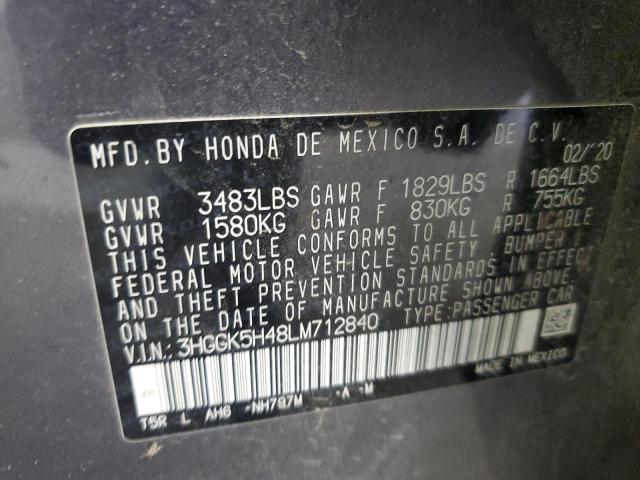 MFD.BY HONDA DE MEXICO S.A. DE C.V.
02/'20
GVWR 3483LBS GAWR F 1829LBS R 1664LBS
GVWR 1580KG GAWR F 830KG R 755KG
THIS VEHICLE CONFORMS TO ALL APPLICABLE
FEDERAL MOTOR VEHICLE SAFETY, BUMPER,
AND THEFT PREVENTION STANDARDS IN EFFECT
ON THE DATE OF MANUFACTURE SHOWN ABOVE.
V.I.N.: 3HGGK5H48LM712840 TYPE:PASSENGER CAR
MADE IN MEXICO
T5R L AH6 -NH797M -A -M